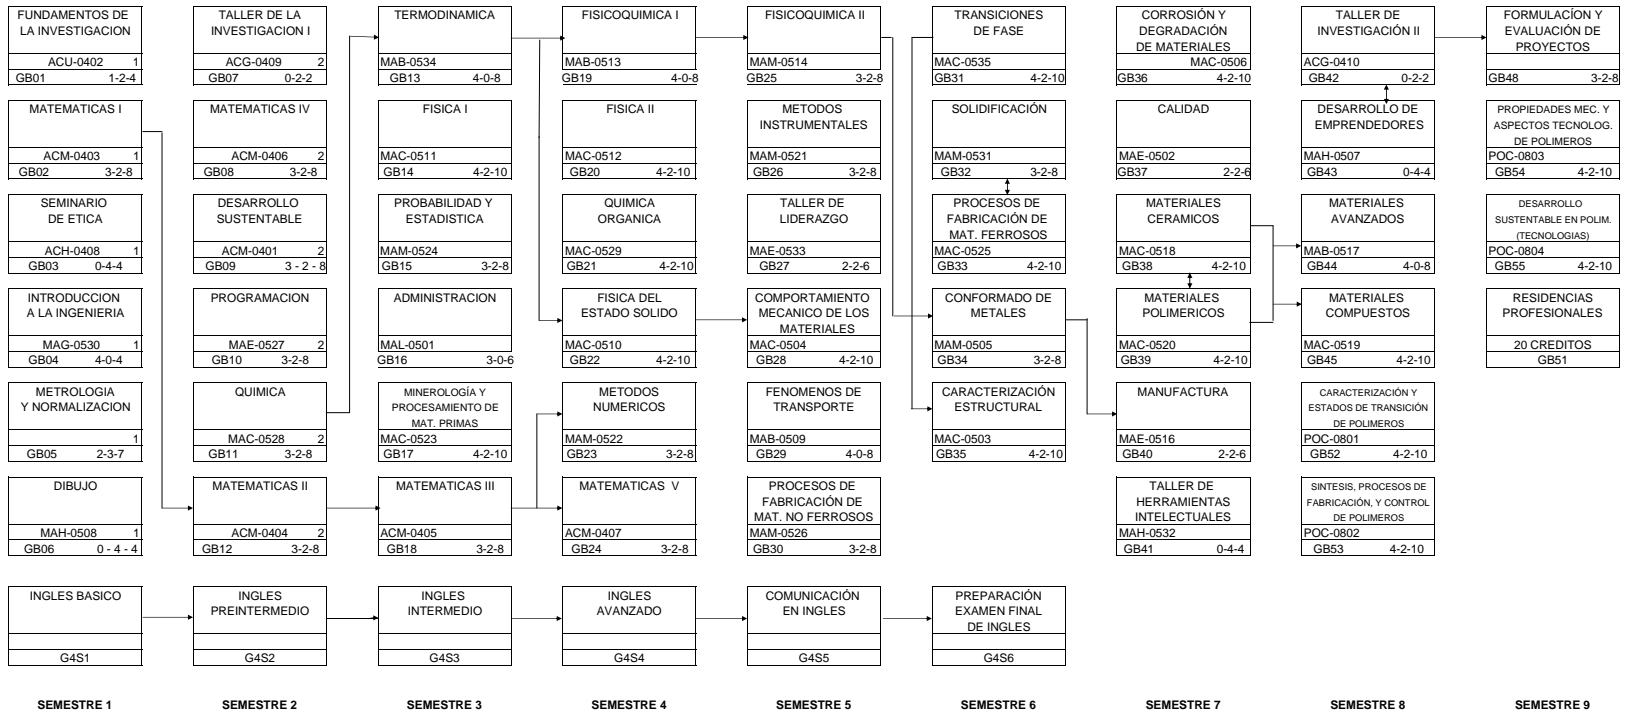 FUNDAMENTOS DE
LA INVESTIGACION
ACU-0402 1
GB01 1-2-4
MATEMATICAS I
ACM-0403 1
GB02 3-2-8
SEMINARIO
DE ETICA
ACH-0408 1
GB03 0-4-4
INTRODUCCION
A LA INGENIERIA
MAG-0530 1
GB04 4-0-4
METROLOGIA
Y NORMALIZACION
1
GB05 2-3-7
DIBUJO
MAH-0508 1
GB06 0 - 4 - 4
INGLES BASICO
G4S1
SEMESTRE 1
TALLER DE LA
INVESTIGACION I
ACG-0409 2
GB07 0-2-2
MATEMATICAS IV
ACM-0406 2
GB08 3-2-8
DESARROLLO
SUSTENTABLE
ACM-0401 2
GB09 3 - 2 - 8
PROGRAMACION
MAE-0527 2
GB10 3-2-8
QUIMICA
MAC-0528 2
GB11 3-2-8
MATEMATICAS II
ACM-0404 2
GB12 3-2-8
INGLES
PREINTERMEDIO
G4S2
SEMESTRE 2
TERMODINAMICA
MAB-0534
GB13 4-0-8
FISICA I
MAC-0511
GB14 4-2-10
PROBABILIDAD Y
ESTADISTICA
MAM-0524
GB15 3-2-8
ADMINISTRACION
MAL-0501
GB16 3-0-6
MINEROLOGÍA Y
PROCESAMIENTO DE
MAT. PRIMAS
MAC-0523
GB17 4-2-10
MATEMATICAS III
ACM-0405
GB18 3-2-8
INGLES
INTERMEDIO
G4S3
SEMESTRE 3
FISICOQUIMICA I
MAB-0513
GB19 4-0-8
FISICA II
MAC-0512
GB20 4-2-10
QUIMICA
ORGANICA
MAC-0529
GB21 4-2-10
FISICA DEL
ESTADO SOLIDO
MAC-0510
GB22 4-2-10
METODOS
NUMERICOS
MAM-0522
GB23 3-2-8
MATEMATICAS V
ACM-0407
GB24 3-2-8
INGLES
AVANZADO
G4S4
SEMESTRE 4
FISICOQUIMICA II
MAM-0514
GB25 3-2-8
METODOS
INSTRUMENTALES
MAM-0521
GB26 3-2-8
TALLER DE
LIDERAZGO
MAE-0533
GB27 2-2-6
COMPORTAMIENTO
MECANICO DE LOS
MATERIALES
MAC-0504
GB28 4-2-10
FENOMENOS DE
TRANSPORTE
MAB-0509
GB29 4-0-8
PROCESOS DE
FABRICACIÓN DE
MAT. NO FERROSOS
MAM-0526
GB30 3-2-8
COMUNICACIÓN
EN INGLES
G4S5
SEMESTRE 5
TRANSICIONES
DE FASE
MAC-0535
GB31 4-2-10
SOLIDIFICACIÓN
MAM-0531
GB32 3-2-8
PROCESOS DE
FABRICACIÓN DE
MAT. FERROSOS
MAC-0525
GB33 4-2-10
CONFORMADO DE
METALES
MAM-0505
GB34 3-2-8
CARACTERIZACIÓN
ESTRUCTURAL
MAC-0503
GB35 4-2-10
PREPARACIÓN
EXAMEN FINAL
DE INGLES
G4S6
SEMESTRE 6
CORROSIÓN Y
DEGRADACIÓN
DE MATERIALES
MAC-0506
GB36 4-2-10
CALIDAD
MAE-0502
GB37 2-2-6
MATERIALES
CERAMICOS
MAC-0518
GB38 4-2-10
MATERIALES
POLIMERICOS
MAC-0520
GB39 4-2-10
MANUFACTURA
MAE-0516
GB40 2-2-6
TALLER DE
HERRAMIENTAS
INTELECTUALES
MAH-0532
GB41 0-4-4
SEMESTRE 7
TALLER DE
INVESTIGACIÓN II
ACG-0410
GB42 0-2-2
DESARROLLO DE
EMPRENDEDORES
MAH-0507
GB43 0-4-4
MATERIALES
AVANZADOS
MAB-0517
GB44 4-0-8
MATERIALES
COMPUESTOS
MAC-0519
GB45 4-2-10
CARACTERIZACIÓN Y
ESTADOS DE TRANSICIÓN
DE POLIMEROS
POC-0801
GB52 4-2-10
SINTESIS, PROCESOS DE
FABRICACIÓN, Y CONTROL
DE POLIMEROS
POC-0802
GB53 4-2-10
SEMESTRE 8
FORMULACÍON Y
EVALUACIÓN DE
PROYECTOS
GB48 3-2-8
PROPIEDADES MEC. Y
ASPECTOS TECNOLOG.
DE POLIMEROS
POC-0803
GB54 4-2-10
DESARROLLO
SUSTENTABLE EN POLIM.
(TECNOLOGIAS)
POC-0804
GB55 4-2-10
RESIDENCIAS
PROFESIONALES
20 CREDITOS
GB51
SEMESTRE 9